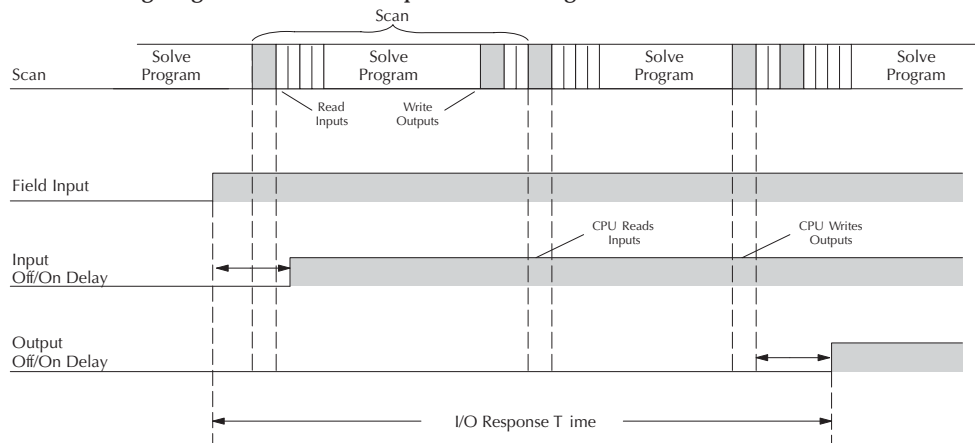 Scan
Solve Program
Solve Program
Solve Program
Solve Program
Scan
Read Inputs
Write Outputs
Field Input
CPU Reads Inputs
CPU Writes Outputs
Input Off/On Delay
Output Off/On Delay
I/O Response T ime